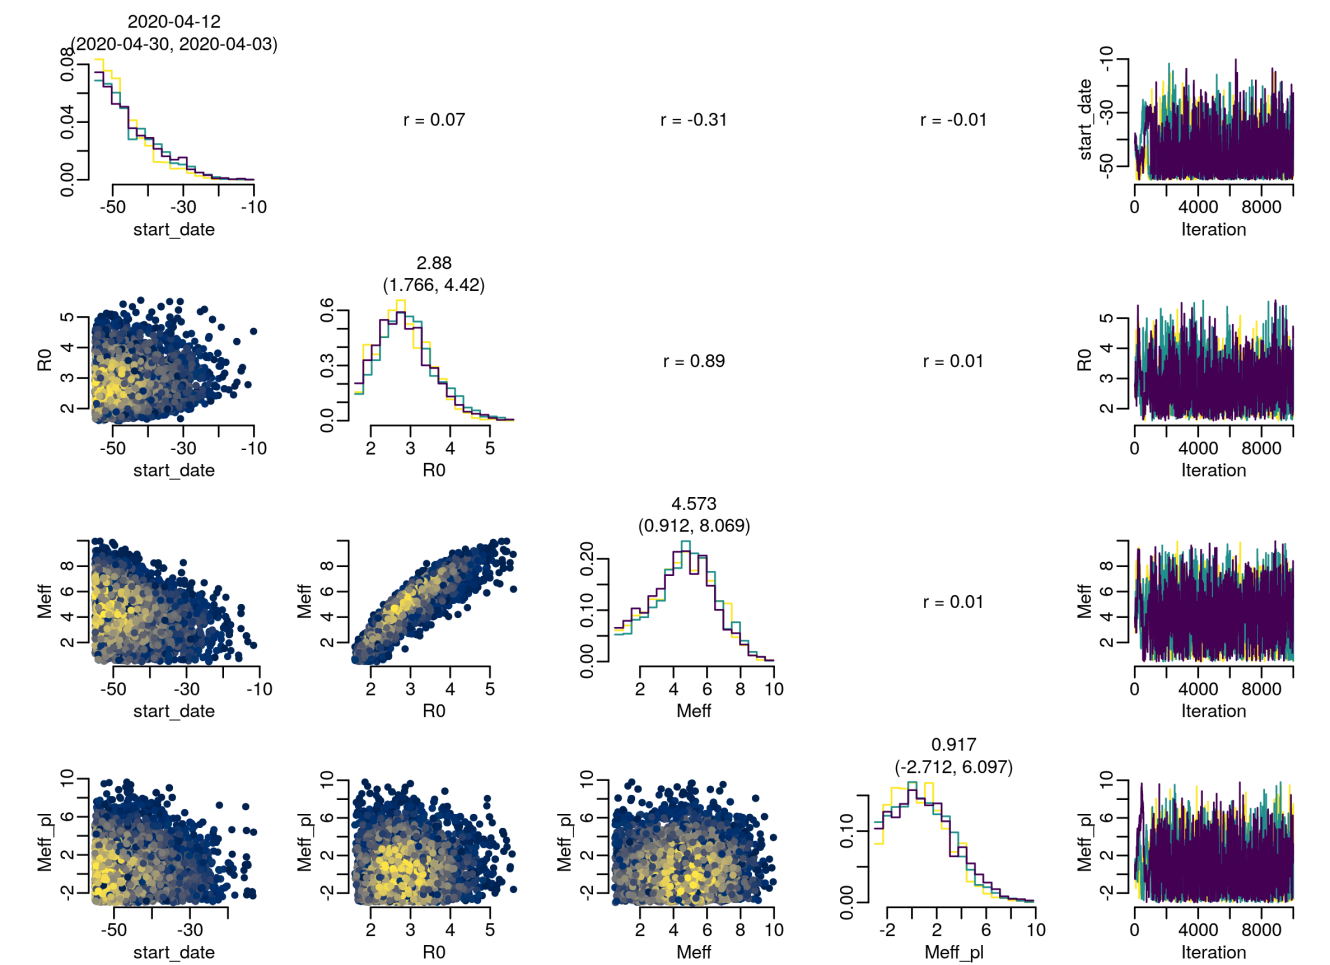 2020-04-12
(2020-04-30, 2020-04-03)
0.00 0.04 0.08
-50 -30 -10
start_date
r = 0.07
r = -0.31
r = -0.01
start_date
-50 -30 -10
0 4000 8000
Iteration
R0
2 3 4 5
-50 -30 -10
start_date
2.88
(1.766, 4.42)
0.0 0.3 0.6
2 3 4 5
R0
r = 0.89
r = 0.01
R0
2 3 4 5
0 4000 8000
Iteration
Meff
2 4 6 8
-50 -30 -10
start_date
Meff
2 4 6 8
2 3 4 5
R0
4.573
(0.912, 8.069)
0.00 0.10 0.20
2 4 6 8 10
Meff
r = 0.01
Meff
2 4 6 8
0 4000 8000
Iteration
Meff_pl
-2 2 6 10
-50 -30
start_date
Meff_pl
-2 2 6 10
2 3 4 5
R0
Meff_pl
-2 2 6 10
2 4 6 8 10
Meff
0.917
(-2.712, 6.097)
0.00 0.10
-2 2 6 10
Meff_pl
Meff_pl
-2 2 6 10
0 4000 8000
Iteration